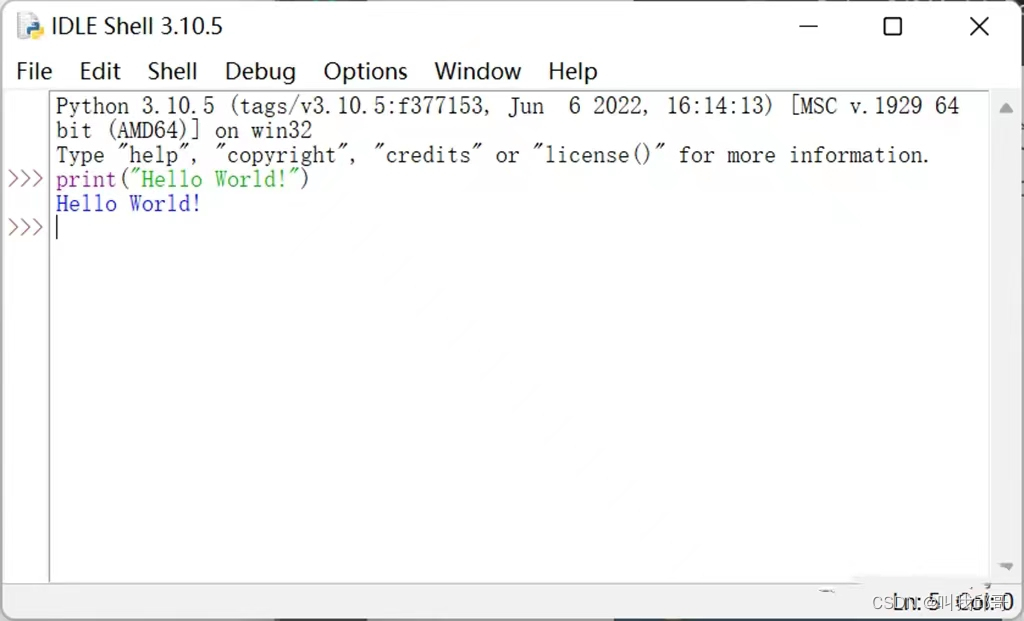 IDLE Shell 3.10.5
File Edit Shell Debug Options Window Help
Python 3.10.5 (tags/v3.10.5:f377153, Jun  6 2022, 16:14:13) [MSC v.1929 64
bit (AMD64)] on win32
Type "help", "copyright", "credits" or "license()" for more information.
>>> print("Hello World!")
Hello World!
>>>
Ln: 5 Col: 0